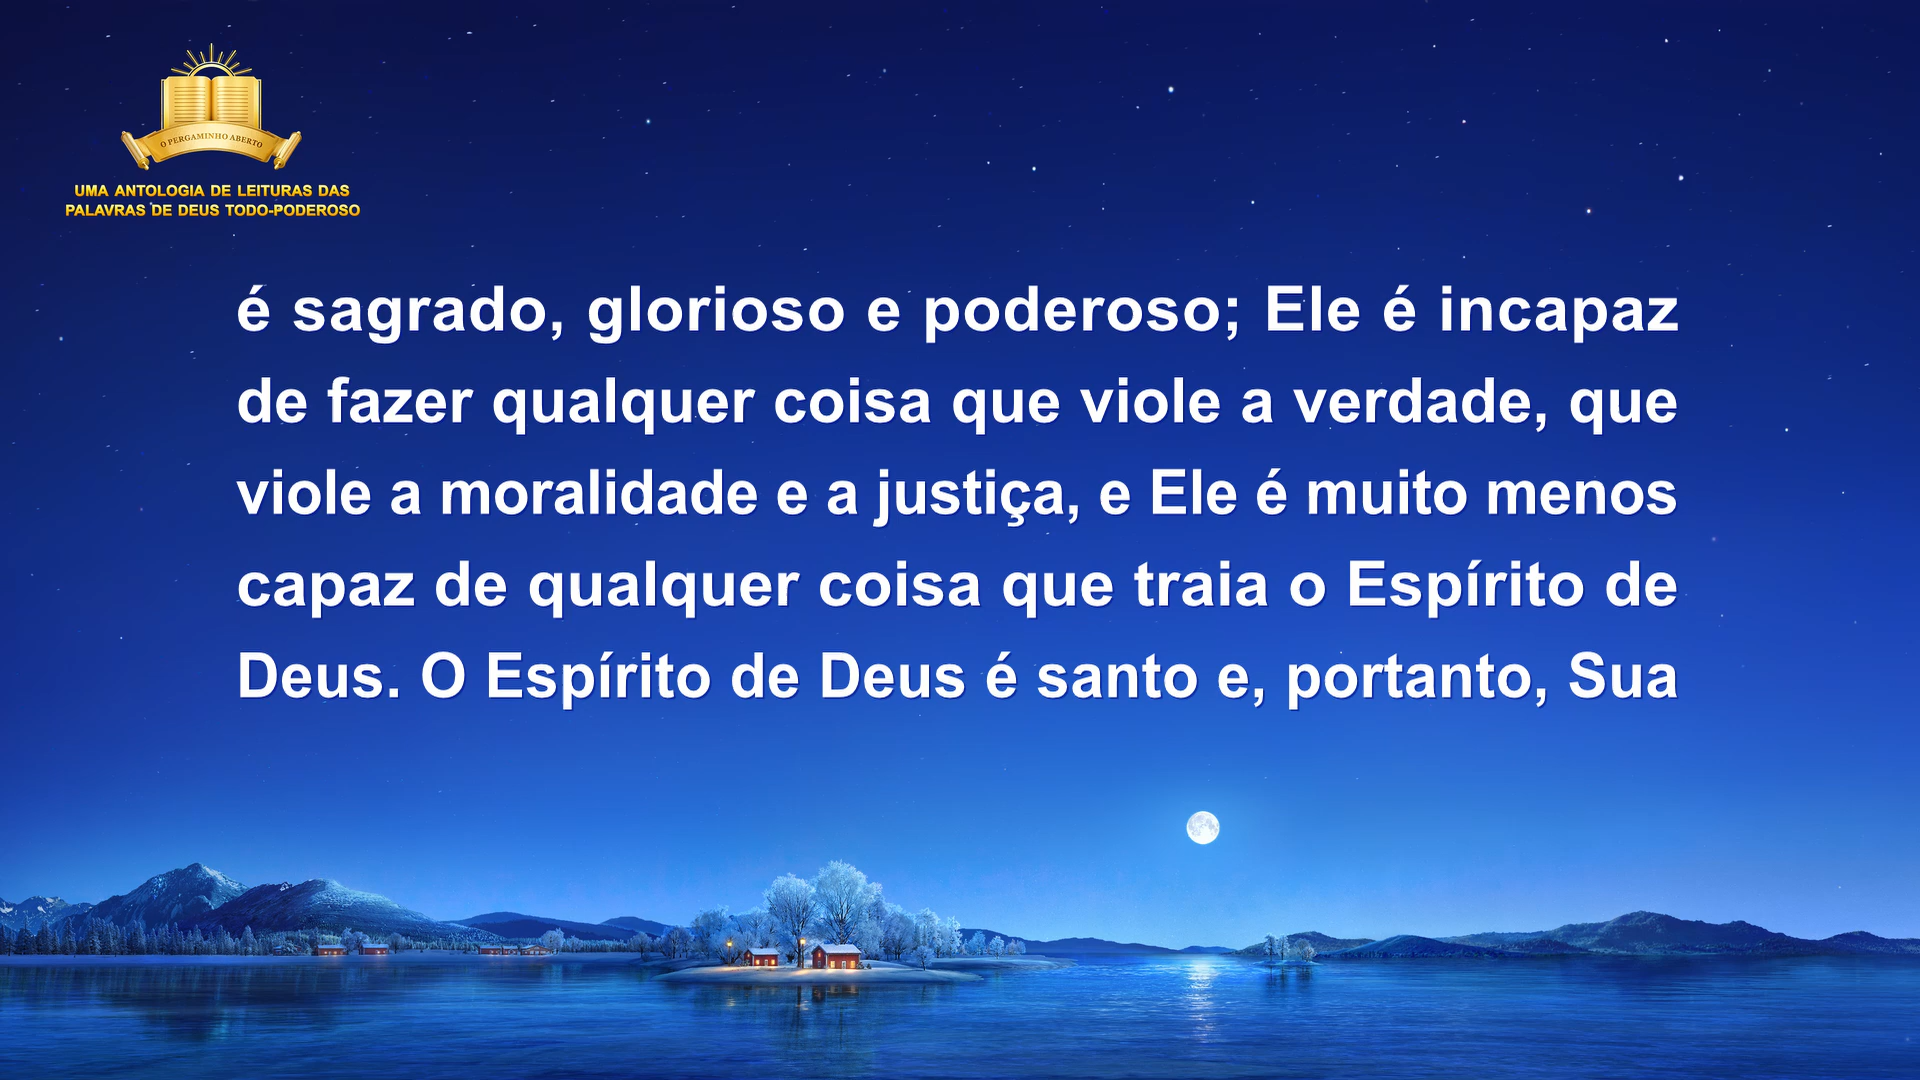 O PERGAMINHO ABERTO
UMA ANTOLOGIA DE LEITURAS DAS
PALAVRAS DE DEUS TODO-PODEROSO
é sagrado, glorioso e poderoso; Ele é incapaz
de fazer qualquer coisa que viole a verdade, que
viole a moralidade e a justiça, e Ele é muito menos
capaz de qualquer coisa que traia o Espírito de
Deus. O Espírito de Deus é santo e, portanto, Sua